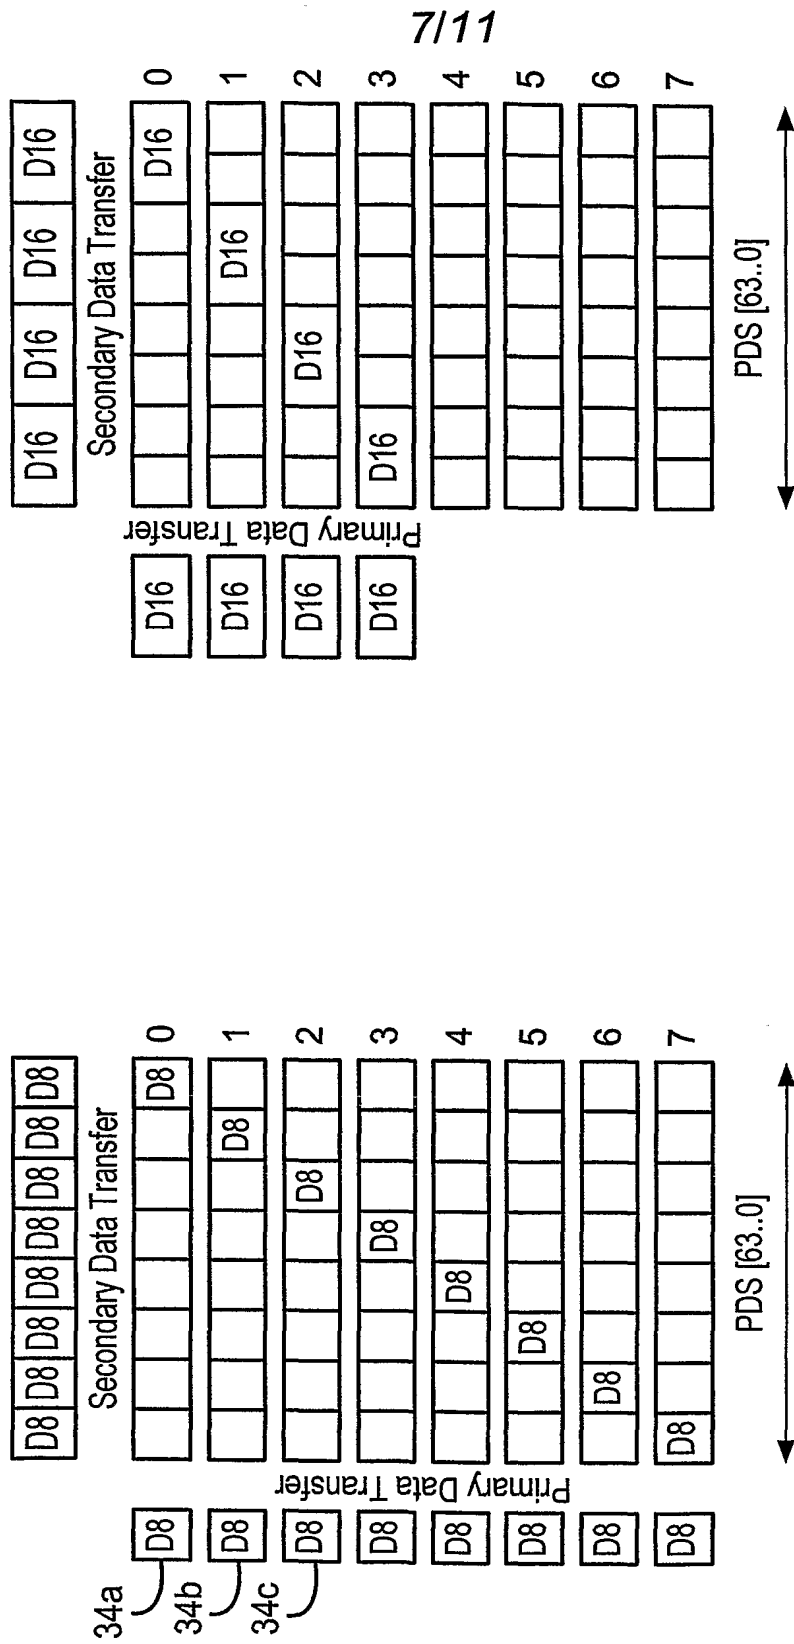 7/11
D8 D8 D8 D8 D8 D8 D8 D8
Secondary Data Transfer
34a D8 D8 0
34b D8 D8 1
34c D8 D8 2
D8 D8 3
D8 D8 4
D8 D8 5
D8 D8 6
D8 D8 7
Primary Data Transfer
PDS [63..0]
D16 D16 D16 D16
Secondary Data Transfer
D16 D16 0
D16 D16 1
D16 D16 2
D16 D16 3
4
5
6
7
Primary Data Transfer
PDS [63..0]